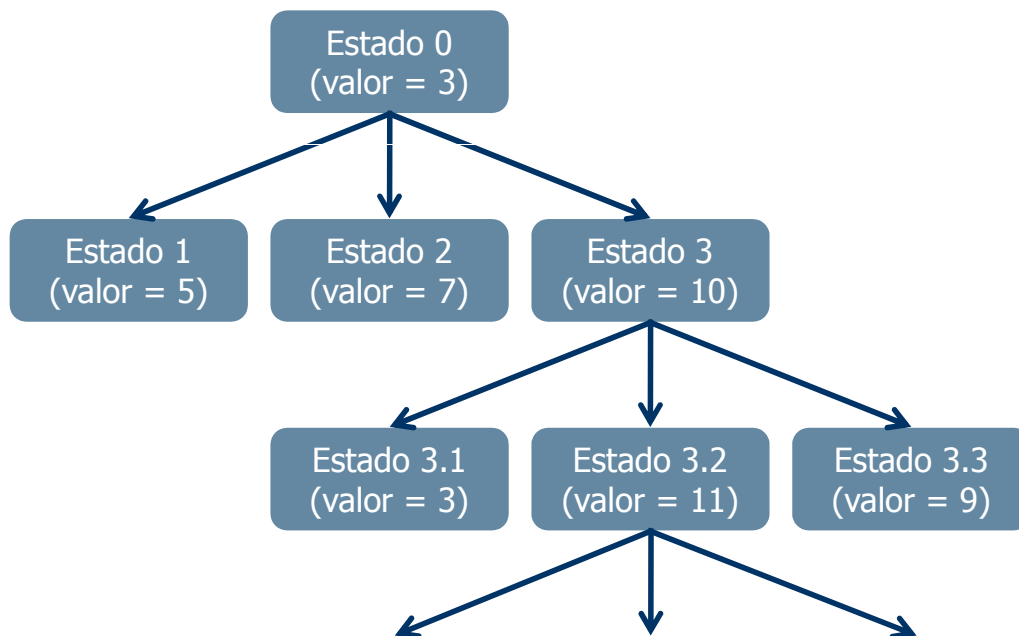 Estado 0
(valor = 3)
Estado 1
(valor = 5)
Estado 2
(valor = 7)
Estado 3
(valor = 10)
Estado 3.1
(valor = 3)
Estado 3.2
(valor = 11)
Estado 3.3
(valor = 9)